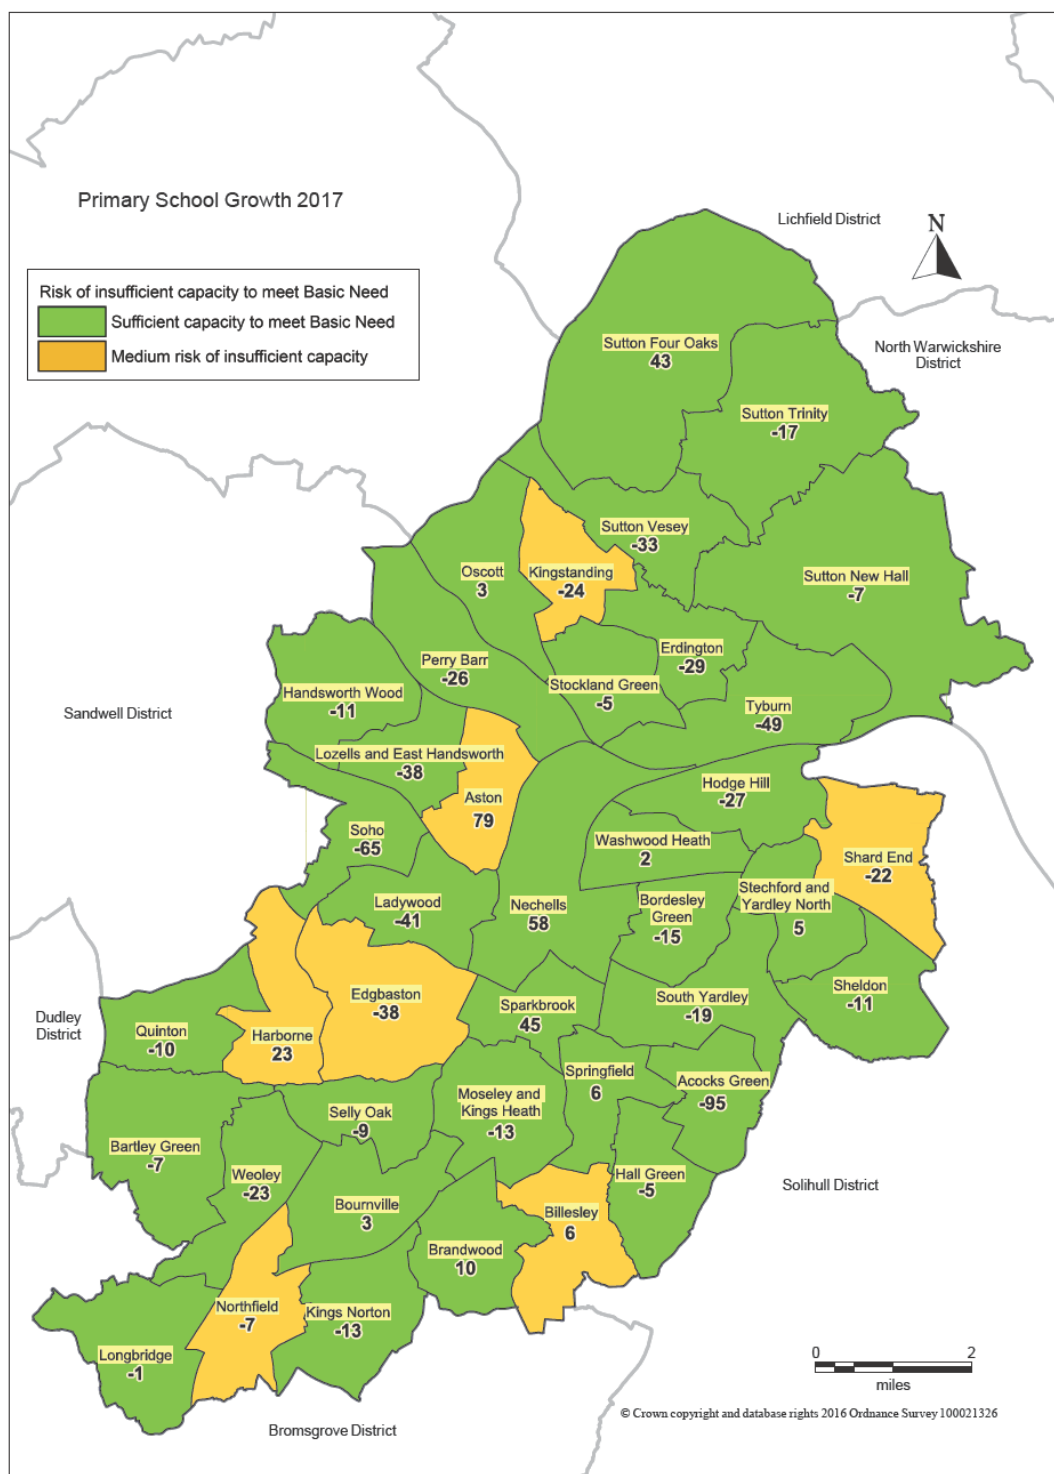 Primary School Growth 2017
Lichfield District
N
Risk of insufficient capacity to meet Basic Need
Sufficient capacity to meet Basic Need
Medium risk of insufficient capacity
North Warwickshire
District
Sutton Four Oaks
43
Sutton Trinity
-17
Sutton Vesey
-33
Oscott
3
Kingstanding
-24
Sutton New Hall
-7
Erdington
-29
Perry Barr
-26
Stockland Green
-5
Handsworth Wood
-11
Sandwell District
Tyburn
-49
Lozells and East Handsworth
-38
Hodge Hill
-27
Aston
79
Soho
-65
Washwood Heath
2
Shard End
-22
Stechford and
Yardley North
5
Ladywood
-41
Nechells
58
Bordesley
Green
-15
Sheldon
-11
Edgbaston
-38
South Yardley
-19
Sparkbrook
45
Dudley
District
Quinton
-10
Harborne
23
Springfield
6
Acocks Green
-95
Moseley and
Kings Heath
-13
Selly Oak
-9
Bartley Green
-7
Weoley
-23
Hall Green
-5
Solihull District
Bournville
3
Billesley
6
Brandwood
10
Northfield
-7
Kings Norton
-13
Longbridge
-1
0 2
miles
© Crown copyright and database rights 2016 Ordnance Survey 100021326
Bromsgrove District